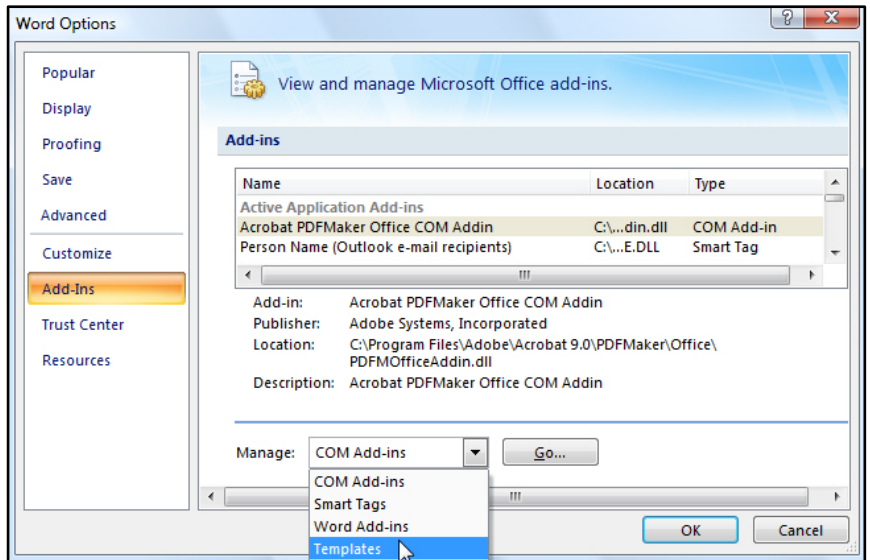 Word Options
Popular
Display
Proofing
Save
Advanced
Customize
Add-Ins
Trust Center
Resources
View and manage Microsoft Office add-ins.
Add-ins
Name Location Type
Active Application Add-ins
Acrobat PDFMaker Office COM Addin C:\...din.dll COM Add-in
Person Name (Outlook e-mail recipients) C:\...E.DLL Smart Tag
Add-in: Acrobat PDFMaker Office COM Addin
Publisher: Adobe Systems, Incorporated
Location: C:\Program Files\Adobe\Acrobat 9.0\PDFMaker\Office\
PDFMOfficeAddin.dll
Description: Acrobat PDFMaker Office COM Addin
Manage: COM Add-ins Go...
COM Add-ins
Smart Tags
Word Add-ins
Templates
OK Cancel